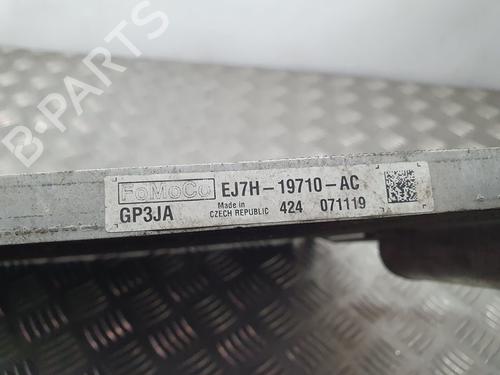 B-PARTS
FoMoCo
EJ7H-19710-AC
GP3JA
Made in
CZECH REPUBLIC
424 071119